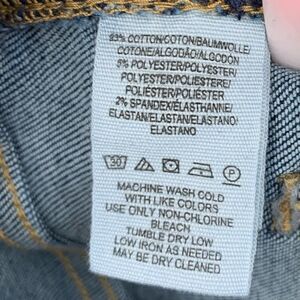 93% COTTON/COTON/BAUMWOLLE/
COTONE/ALGODÃO/ALGODÓN
5% POLYESTER/POLYESTER/
POLYESTER/POLIESTERE/
POLIÉSTER/POLIÉSTER
2% SPANDEX/ÉLASTHANNE/
ELASTAN/ELASTAN/ELASTANO/
ELASTANO
30 P
MACHINE WASH COLD
WITH LIKE COLORS
USE ONLY NON-CHLORINE
BLEACH
TUMBLE DRY LOW
LOW IRON AS NEEDED
MAY BE DRY CLEANED